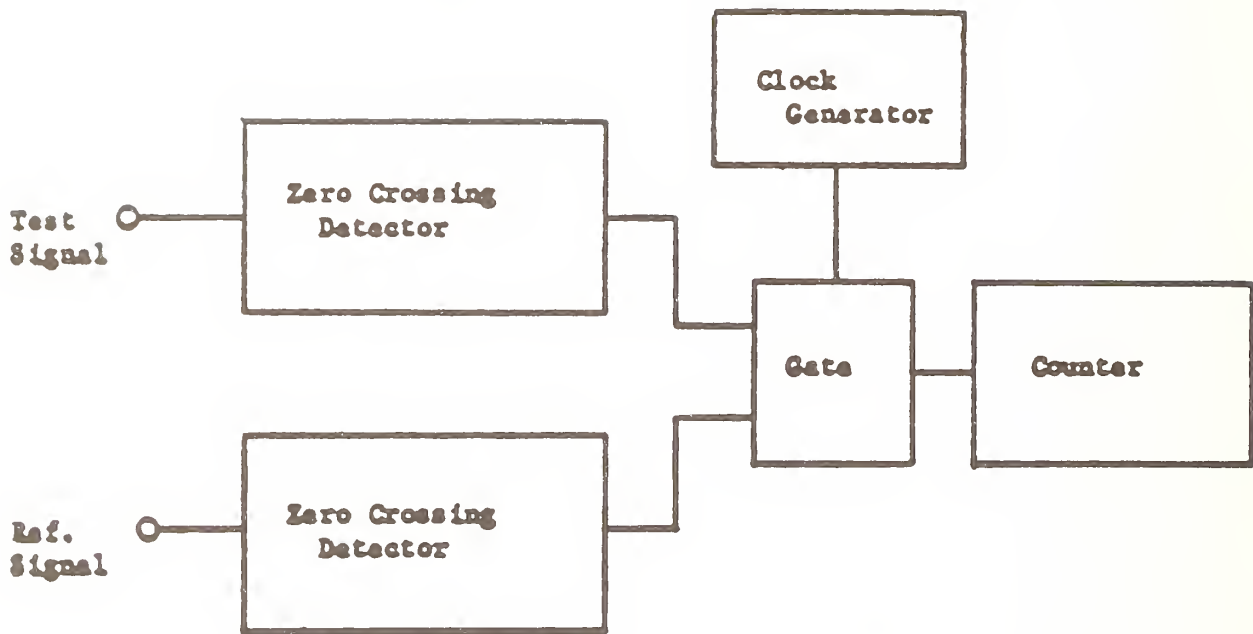 Clock
Generator
Zero Crossing
Detector
Test
Signal
Gate
Counter
Zero Crossing
Detector
Ref.
Signal